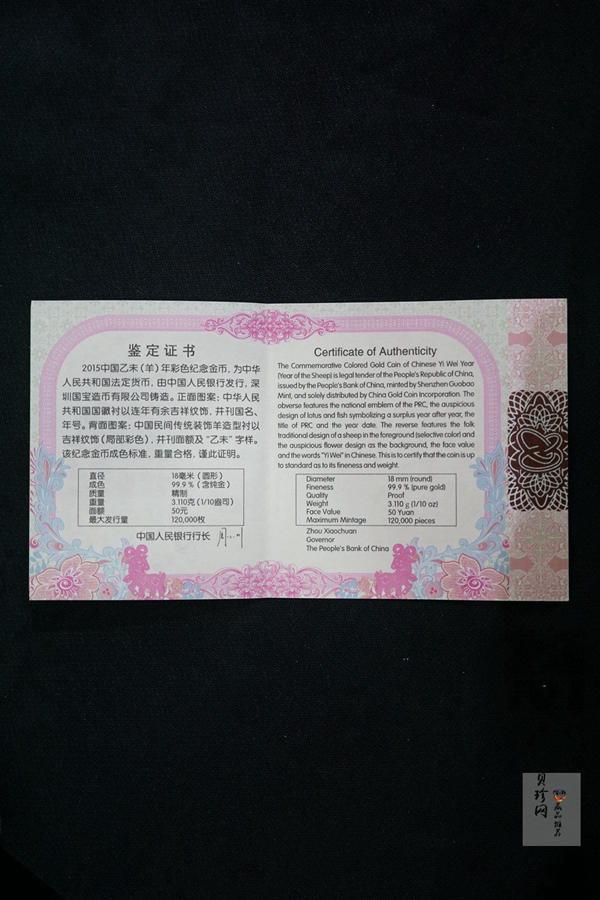 鉴定证书
2015中国乙未（羊）年彩色纪念金币，为中华
人民共和国法定货币，由中国人民银行发行，深
圳国宝造币有限公司铸造。正面图案：中华人民
共和国国徽衬以连年有余吉祥纹饰，并刊国名、
年号。背面图案：中国民间传统装饰羊造型衬以
吉祥纹饰（局部彩色），并刊面额及“乙未”字样。
该纪念金币成色标准，重量合格，谨此证明。
直径 18毫米（圆形）
成色 99.9％（含纯金）
质量 精制
重量 3.110克（1/10盎司）
面额 50元
最大发行量 120,000枚
中国人民银行行长
Certificate of Authenticity
The Commemorative Colored Gold Coin of Chinese Yi Wei Year
(Year of the Sheep) is legal tender of the People's Republic of China,
issued by the People's Bank of China, minted by Shenzhen Guobao
Mint, and solely distributed by China Gold Coin Incorporation. The
obverse features the national emblem of the PRC, the auspicious
design of lotus and fish symbolizing a surplus year after year, the
title of PRC and the year date. The reverse features the folk
traditional design of a sheep in the foreground (selective color) and
the auspicious flower design as the background, the face value
and the words "Yi Wei" in Chinese. This is to certify that the coin is up
to standard as to its fineness and weight.
Diameter 18 mm (round)
Fineness 99.9 % (pure gold)
Quality Proof
Weight 3.110 g (1/10 oz)
Face Value 50 Yuan
Maximum Mintage 120,000 pieces
Zhou Xiaochuan
Governor
The People's Bank of China
贝珍网
藏品推荐